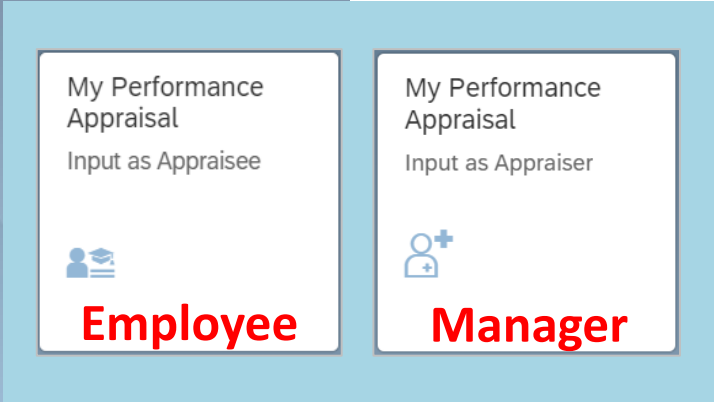 My Performance
Appraisal
Input as Appraisee
Employee
My Performance
Appraisal
Input as Appraiser
Manager